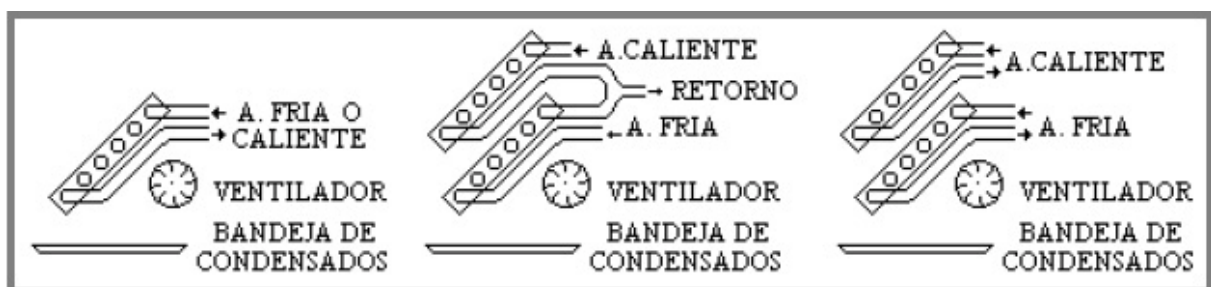 A. FRIA O
CALIENTE
VENTILADOR
BANDEJA DE
CONDENSADOS
A.CALIENTE
RETORNO
A. FRIA
VENTILADOR
BANDEJA DE
CONDENSADOS
A.CALIENTE
A. FRIA
VENTILADOR
BANDEJA DE
CONDENSADOS